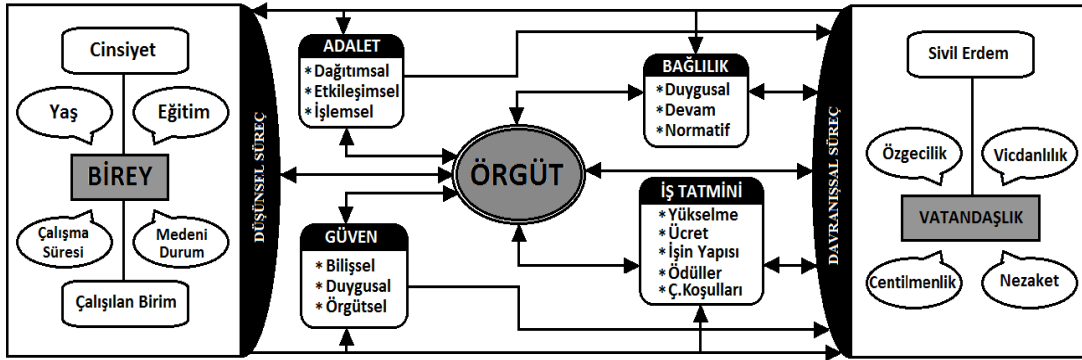 Cinsiyet
Yaş
Eğitim
BİREY
Çalışma
Süresi
Medeni
Durum
Çalışılan Birim
DÜŞÜNSEL SÜREÇ
ADALET
* Dağıtımsal
* Etkileşimsel
* İşlemsel
GÜVEN
* Bilişsel
* Duygusal
* Örgütsel
ÖRGÜT
BAĞLILIK
* Duygusal
* Devam
* Normatif
İŞ TATMİNİ
* Yükselme
* Ücret
* İşin Yapısı
* Ödüller
* Ç.Koşulları
DAVRANIŞSAL SÜREÇ
Sivil Erdem
Özgecilik
Vicdanlılık
VATANDAŞLIK
Centilmenlik
Nezaket